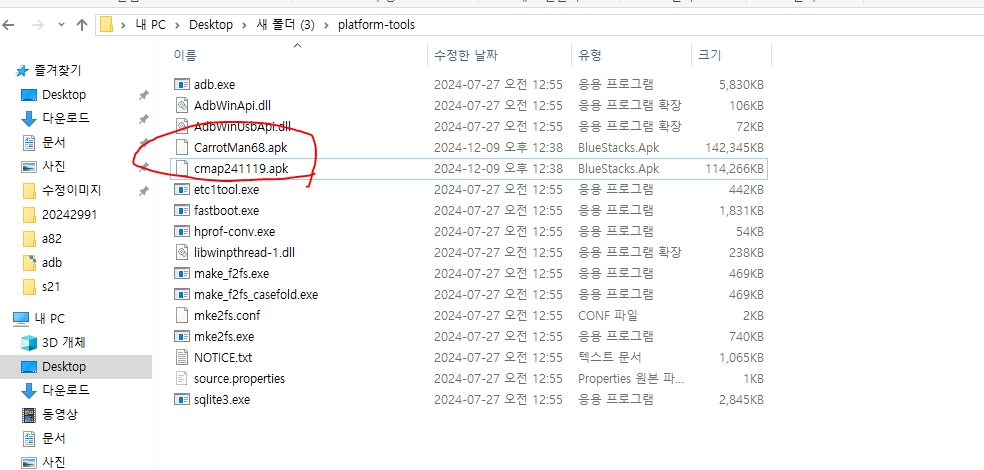 내 PC > Desktop > 새 폴더 (3) > platform-tools
이름 수정한 날짜 유형 크기
즐겨찾기
Desktop
다운로드
문서
사진
수정이미지
20242991
a82
adb
s21
내 PC
3D 개체
Desktop
다운로드
동영상
문서
사진
adb.exe 2024-07-27 오전 12:55 응용 프로그램 5,830KB
AdbWinApi.dll 2024-07-27 오전 12:55 응용 프로그램 확장 106KB
AdbWinUsbApi.dll 2024-07-27 오전 12:55 응용 프로그램 확장 72KB
CarrotMan68.apk 2024-12-09 오후 12:38 BlueStacks.Apk 142,345KB
cmap241119.apk 2024-12-09 오후 12:38 BlueStacks.Apk 114,266KB
etc1tool.exe 2024-07-27 오전 12:55 응용 프로그램 442KB
fastboot.exe 2024-07-27 오전 12:55 응용 프로그램 1,831KB
hprof-conv.exe 2024-07-27 오전 12:55 응용 프로그램 54KB
libwinpthread-1.dll 2024-07-27 오전 12:55 응용 프로그램 확장 238KB
make_f2fs.exe 2024-07-27 오전 12:55 응용 프로그램 469KB
make_f2fs_casefold.exe 2024-07-27 오전 12:55 응용 프로그램 469KB
mke2fs.conf 2024-07-27 오전 12:55 CONF 파일 2KB
mke2fs.exe 2024-07-27 오전 12:55 응용 프로그램 740KB
NOTICE.txt 2024-07-27 오전 12:55 텍스트 문서 1,065KB
source.properties 2024-07-27 오전 12:55 Properties 원본 파... 1KB
sqlite3.exe 2024-07-27 오전 12:55 응용 프로그램 2,845KB